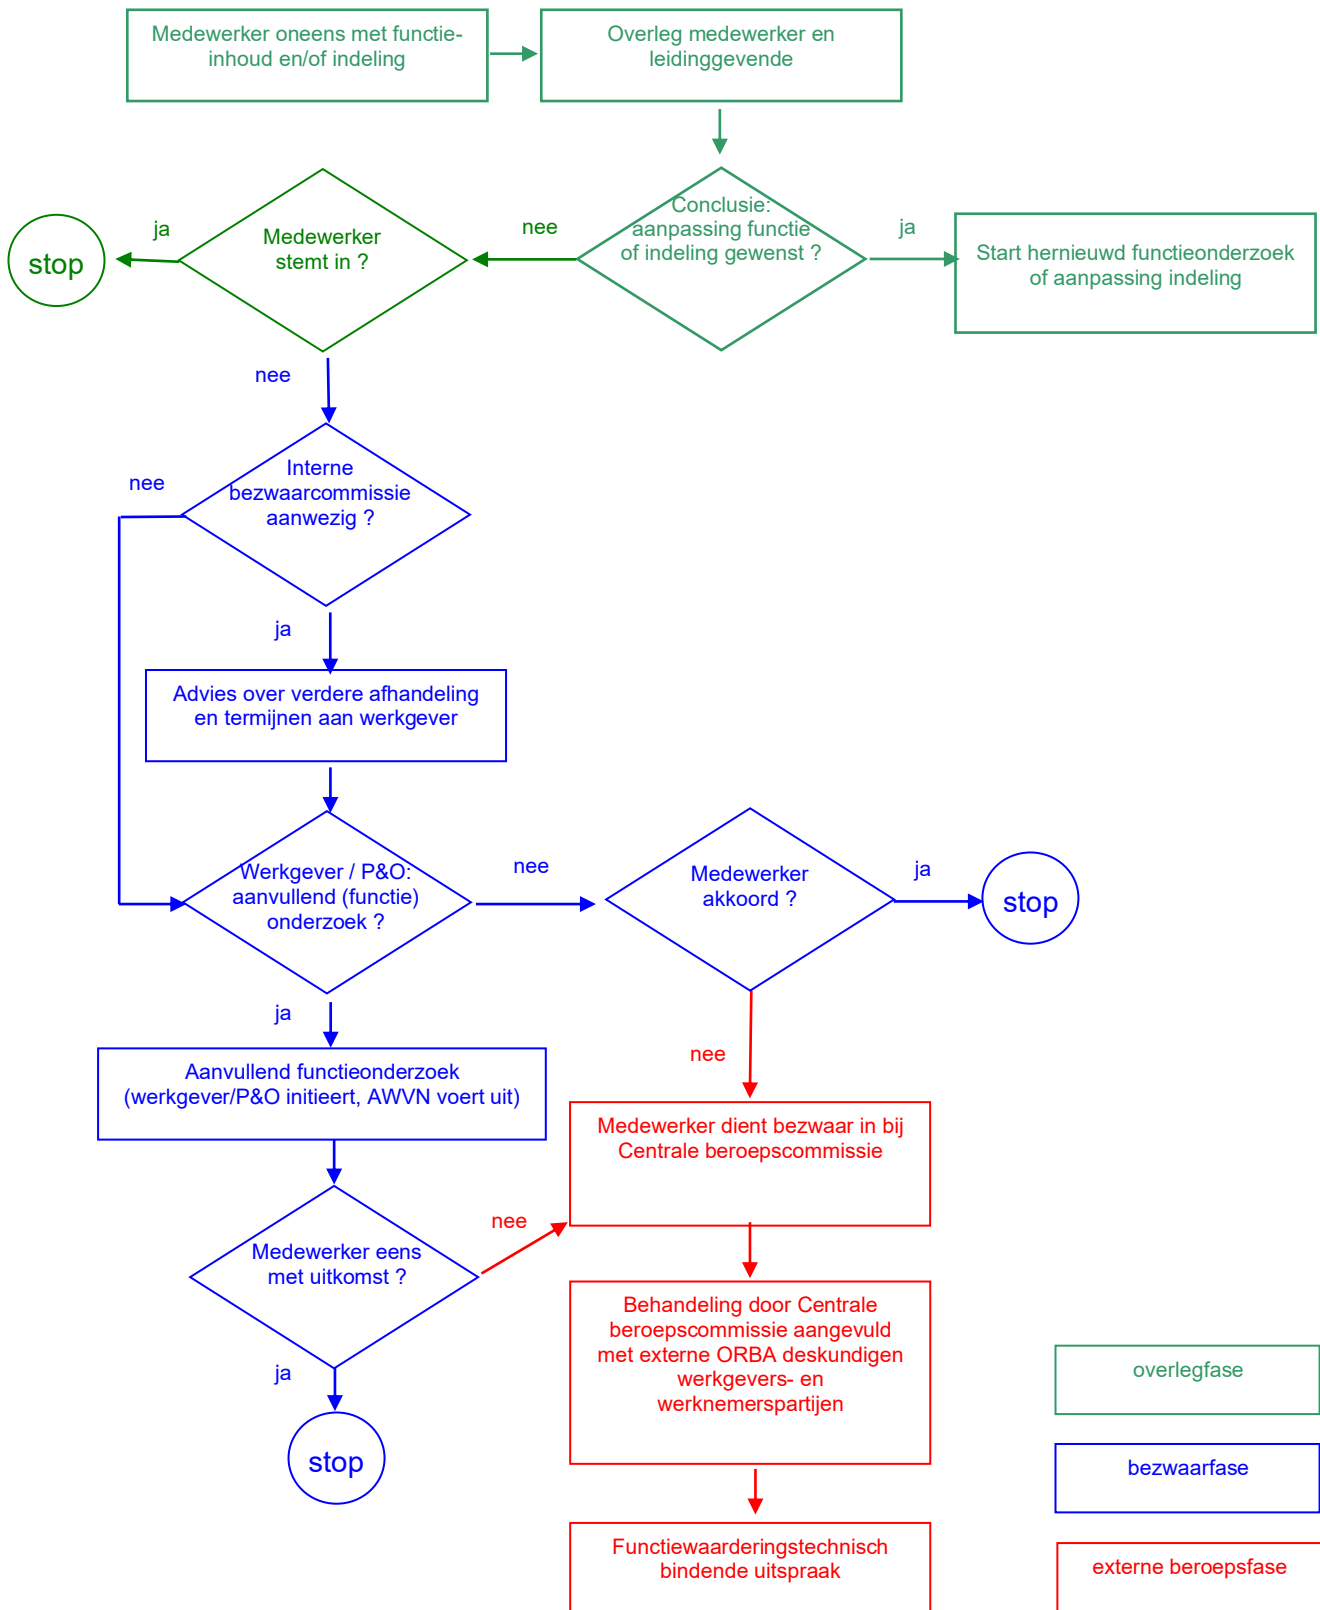 Medewerker oneens met functie-
inhoud en/of indeling
Overleg medewerker en
leidinggevende
Conclusie:
aanpassing functie
of indeling gewenst ?
ja
Start hernieuwd functieonderzoek
of aanpassing indeling
nee
Medewerker
stemt in ?
ja
stop
nee
Interne
bezwaarcommissie
aanwezig ?
nee
ja
Advies over verdere afhandeling
en termijnen aan werkgever
Werkgever / P&O:
aanvullend (functie)
onderzoek ?
nee
Medewerker
akkoord ?
ja
stop
ja
nee
Aanvullend functieonderzoek
(werkgever/P&O initieert, AWVN voert uit)
Medewerker dient bezwaar in bij
Centrale beroepscommissie
Medewerker eens
met uitkomst ?
nee
ja
stop
Behandeling door Centrale
beroepscommissie aangevuld
met externe ORBA deskundigen
werkgevers- en
werknemerspartijen
Functiewaarderingstechnisch
bindende uitspraak
overlegfase
bezwaarfase
externe beroepsfase